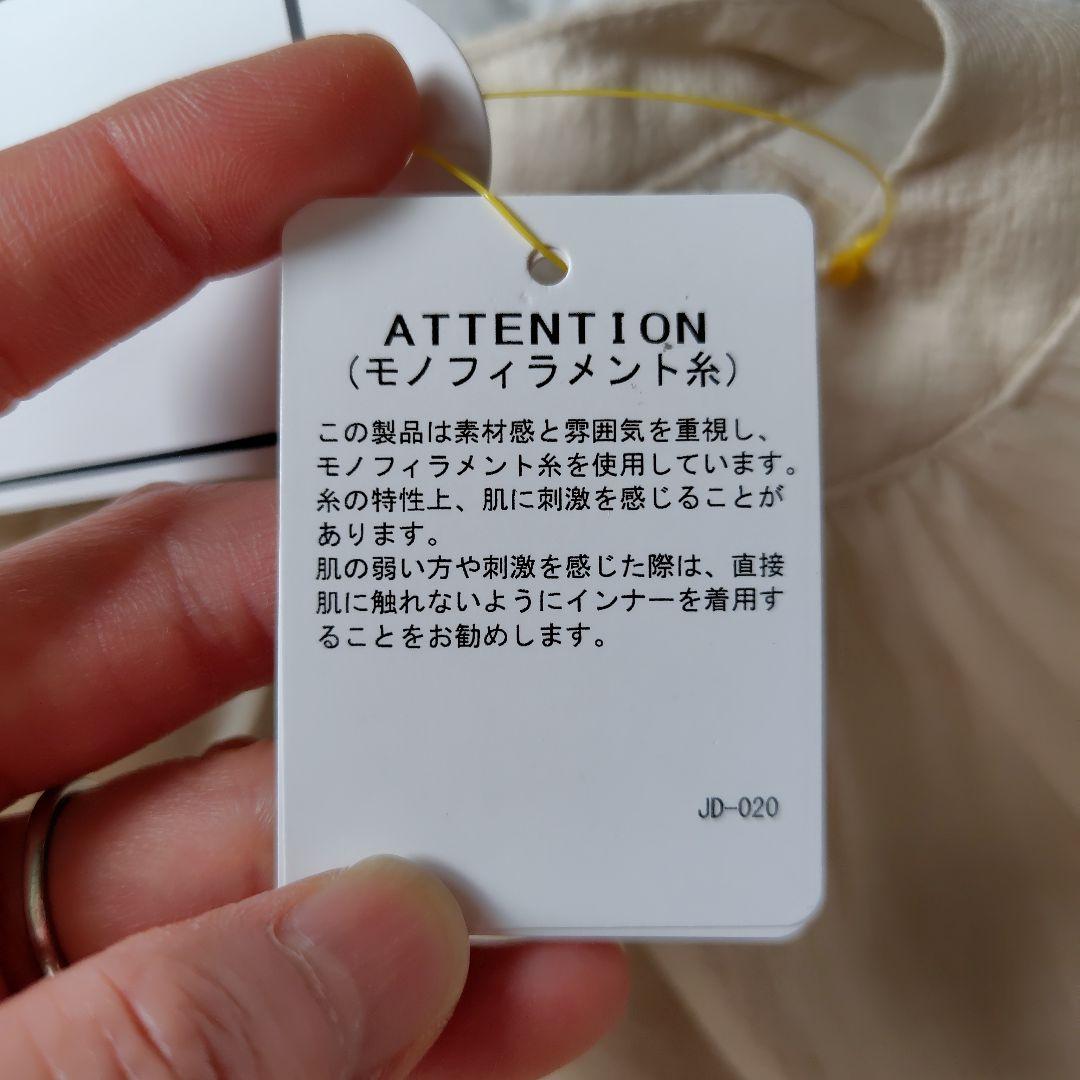 ATTENTION
(モノフィラメント糸)
この製品は素材感と雰囲気を重視し、
モノフィラメント糸を使用しています。
糸の特性上、肌に刺激を感じることが
あります。
肌の弱い方や刺激を感じた際は、直接
肌に触れないようにインナーを着用す
ることをお勧めします。
JD-020